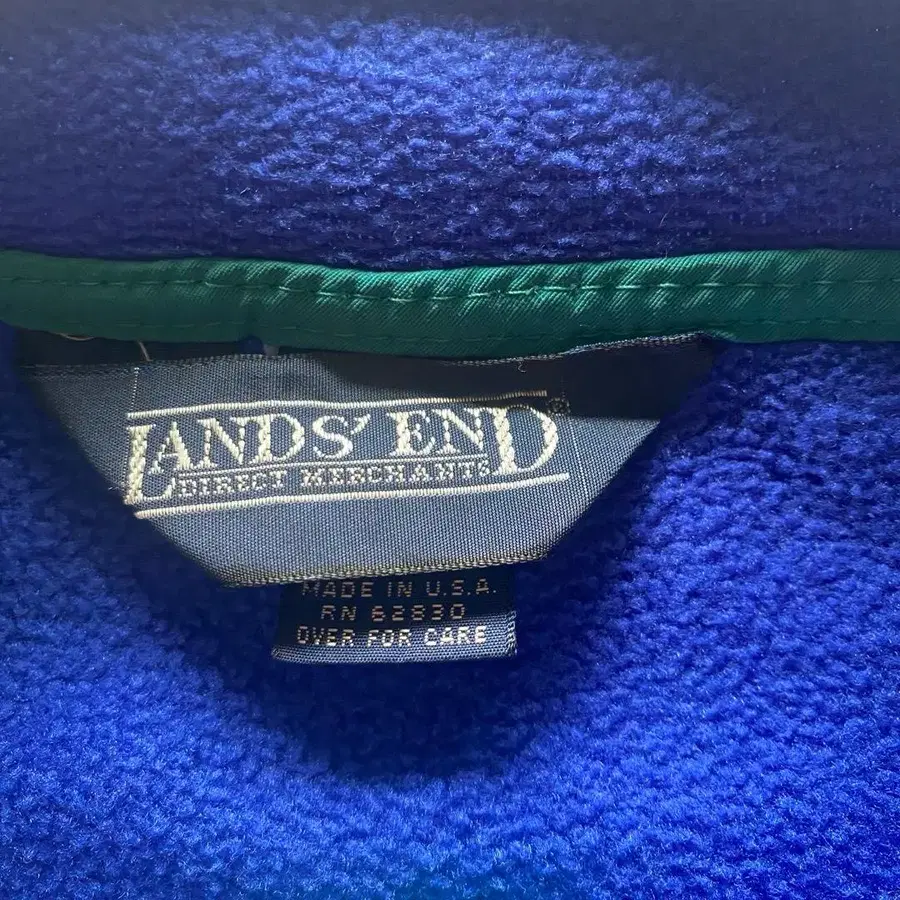 LANDS' END
DIRECT MERCHANTS
MADE IN U.S.A.
RN 62830
OVER FOR CARE